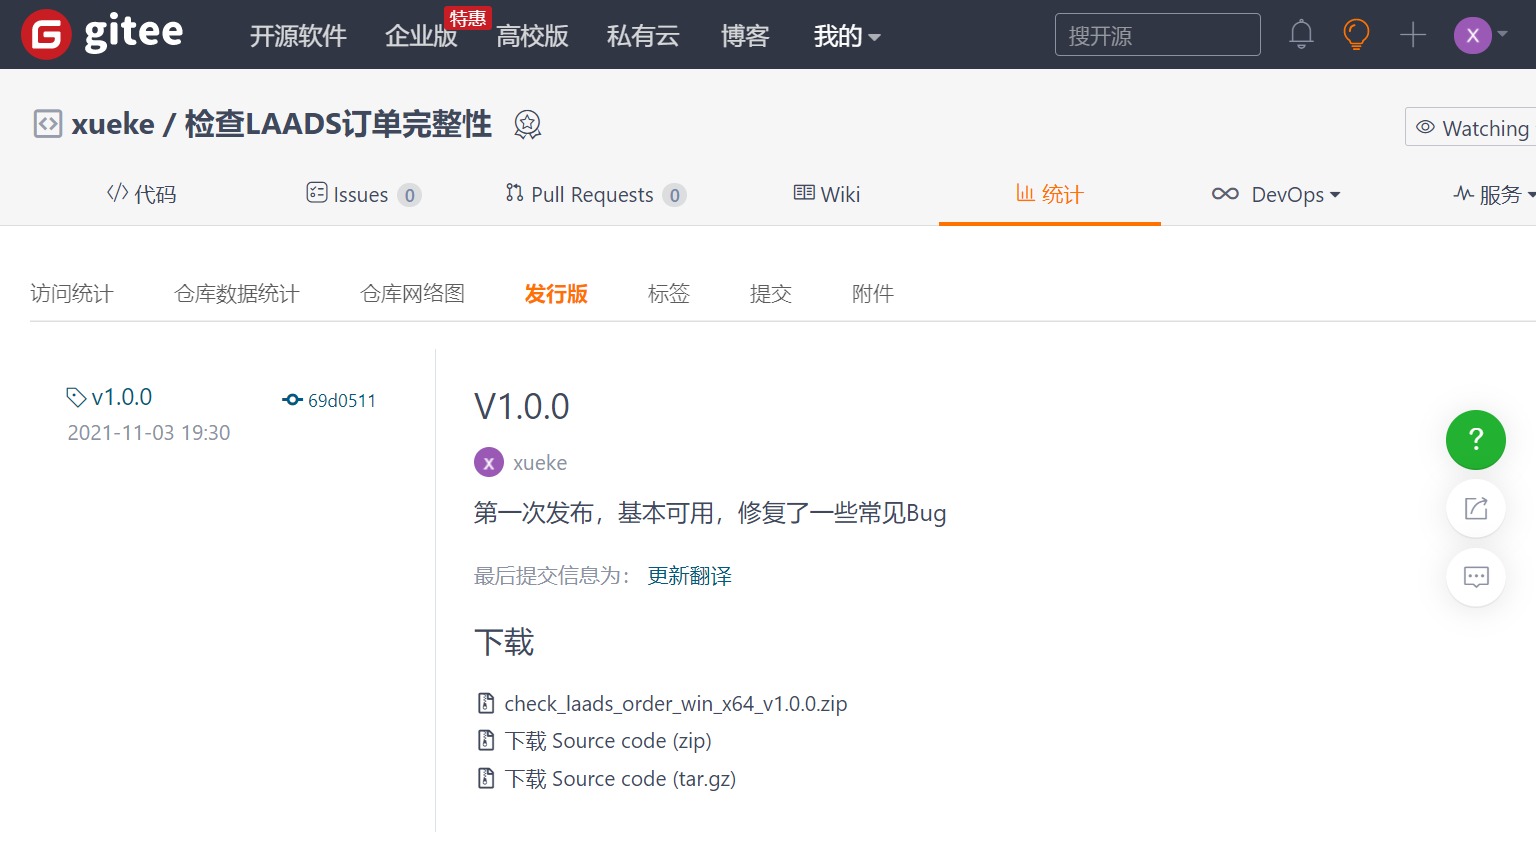 gitee 开源软件 企业版 特惠 高校版 私有云 博客 我的 搜开源 X
xueke / 检查LAADS订单完整性
Watching
代码 Issues 0 Pull Requests 0 Wiki 统计 DevOps 服务
访问统计 仓库数据统计 仓库网络图 发行版 标签 提交 附件
v1.0.0 69d0511
2021-11-03 19:30
V1.0.0
X xueke
第一次发布，基本可用，修复了一些常见Bug
最后提交信息为： 更新翻译
下载
check_laads_order_win_x64_v1.0.0.zip
下载 Source code (zip)
下载 Source code (tar.gz)
?